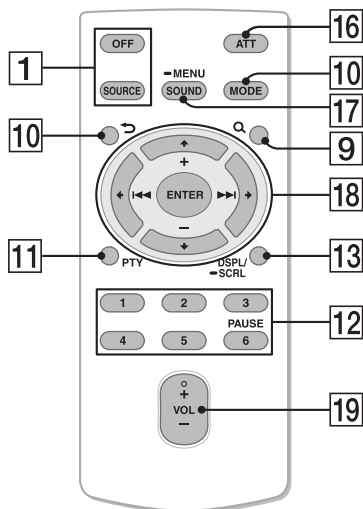 16
OFF
ATT
1
MENU
10
SOURCE
SOUND
MODE
17
10
9
+
ENTER
18
−
11
PTY
DSPL/
SCRL
13
1
2
3
PAUSE
12
4
5
6
+
VOL
19
−